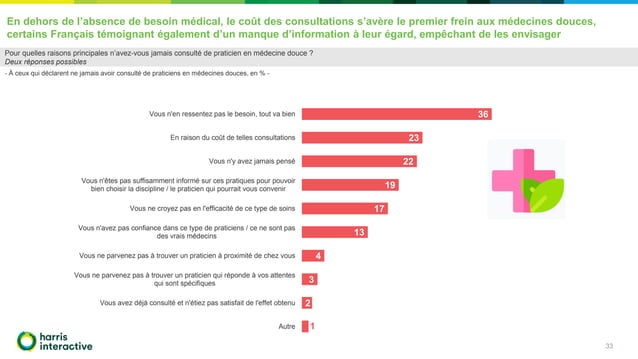 En dehors de l’absence de besoin médical, le coût des consultations s’avère le premier frein aux médecines douces,
certains Français témoignant également d’un manque d’information à leur égard, empêchant de les envisager
Pour quelles raisons principales n’avez-vous jamais consulté de praticien en médecine douce ?
Deux réponses possibles
- À ceux qui déclarent ne jamais avoir consulté de praticiens en médecines douces, en % -
Vous n'en ressentez pas le besoin, tout va bien 36
En raison du coût de telles consultations 23
Vous n'y avez jamais pensé 22
Vous n'êtes pas suffisamment informé sur ces pratiques pour pouvoir
bien choisir la discipline / le praticien qui pourrait vous convenir 19
Vous ne croyez pas en l'efficacité de ce type de soins 17
Vous n'avez pas confiance dans ce type de praticiens / ce ne sont pas
des vrais médecins 13
Vous ne parvenez pas à trouver un praticien à proximité de chez vous 4
Vous ne parvenez pas à trouver un praticien qui réponde à vos attentes
qui sont spécifiques 3
Vous avez déjà consulté et n'étiez pas satisfait de l'effet obtenu 2
Autre 1
harris
interactive
33